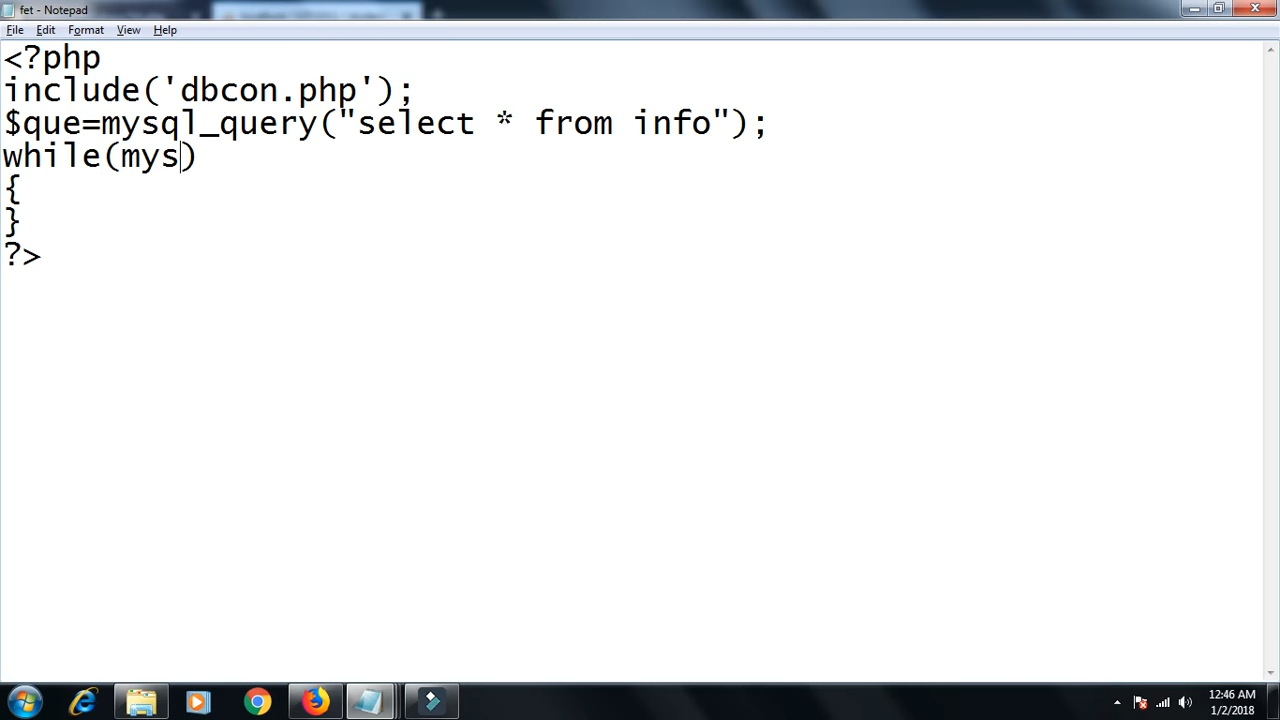 fet - Notepad
File Edit Format View Help
<?php
include('dbcon.php');
$que=mysql_query("select * from info");
while(mys)
{
}
?>
12:46 AM
1/2/2018